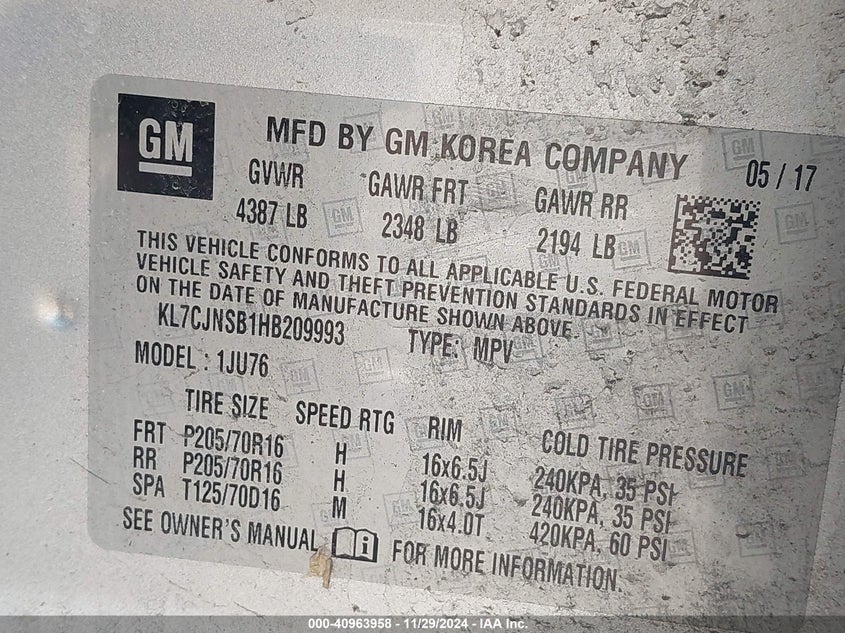 GM
MFD BY GM KOREA COMPANY
05 / 17
GVWR GAWR FRT GAWR RR
4387 LB 2348 LB 2194 LB
THIS VEHICLE CONFORMS TO ALL APPLICABLE U.S. FEDERAL MOTOR
VEHICLE SAFETY AND THEFT PREVENTION STANDARDS IN EFFECT
ON THE DATE OF MANUFACTURE SHOWN ABOVE.
KL7CJNSB1HB209993 TYPE: MPV
MODEL : 1JU76
TIRE SIZE SPEED RTG RIM COLD TIRE PRESSURE
FRT P205/70R16 H 16x6.5J 240KPA, 35 PSI
RR P205/70R16 H 16x6.5J 240KPA, 35 PSI
SPA T125/70D16 M 16x4.0T 420KPA, 60 PSI
SEE OWNER'S MANUAL i FOR MORE INFORMATION.
000-40963958 - 11/29/2024 - IAA Inc.